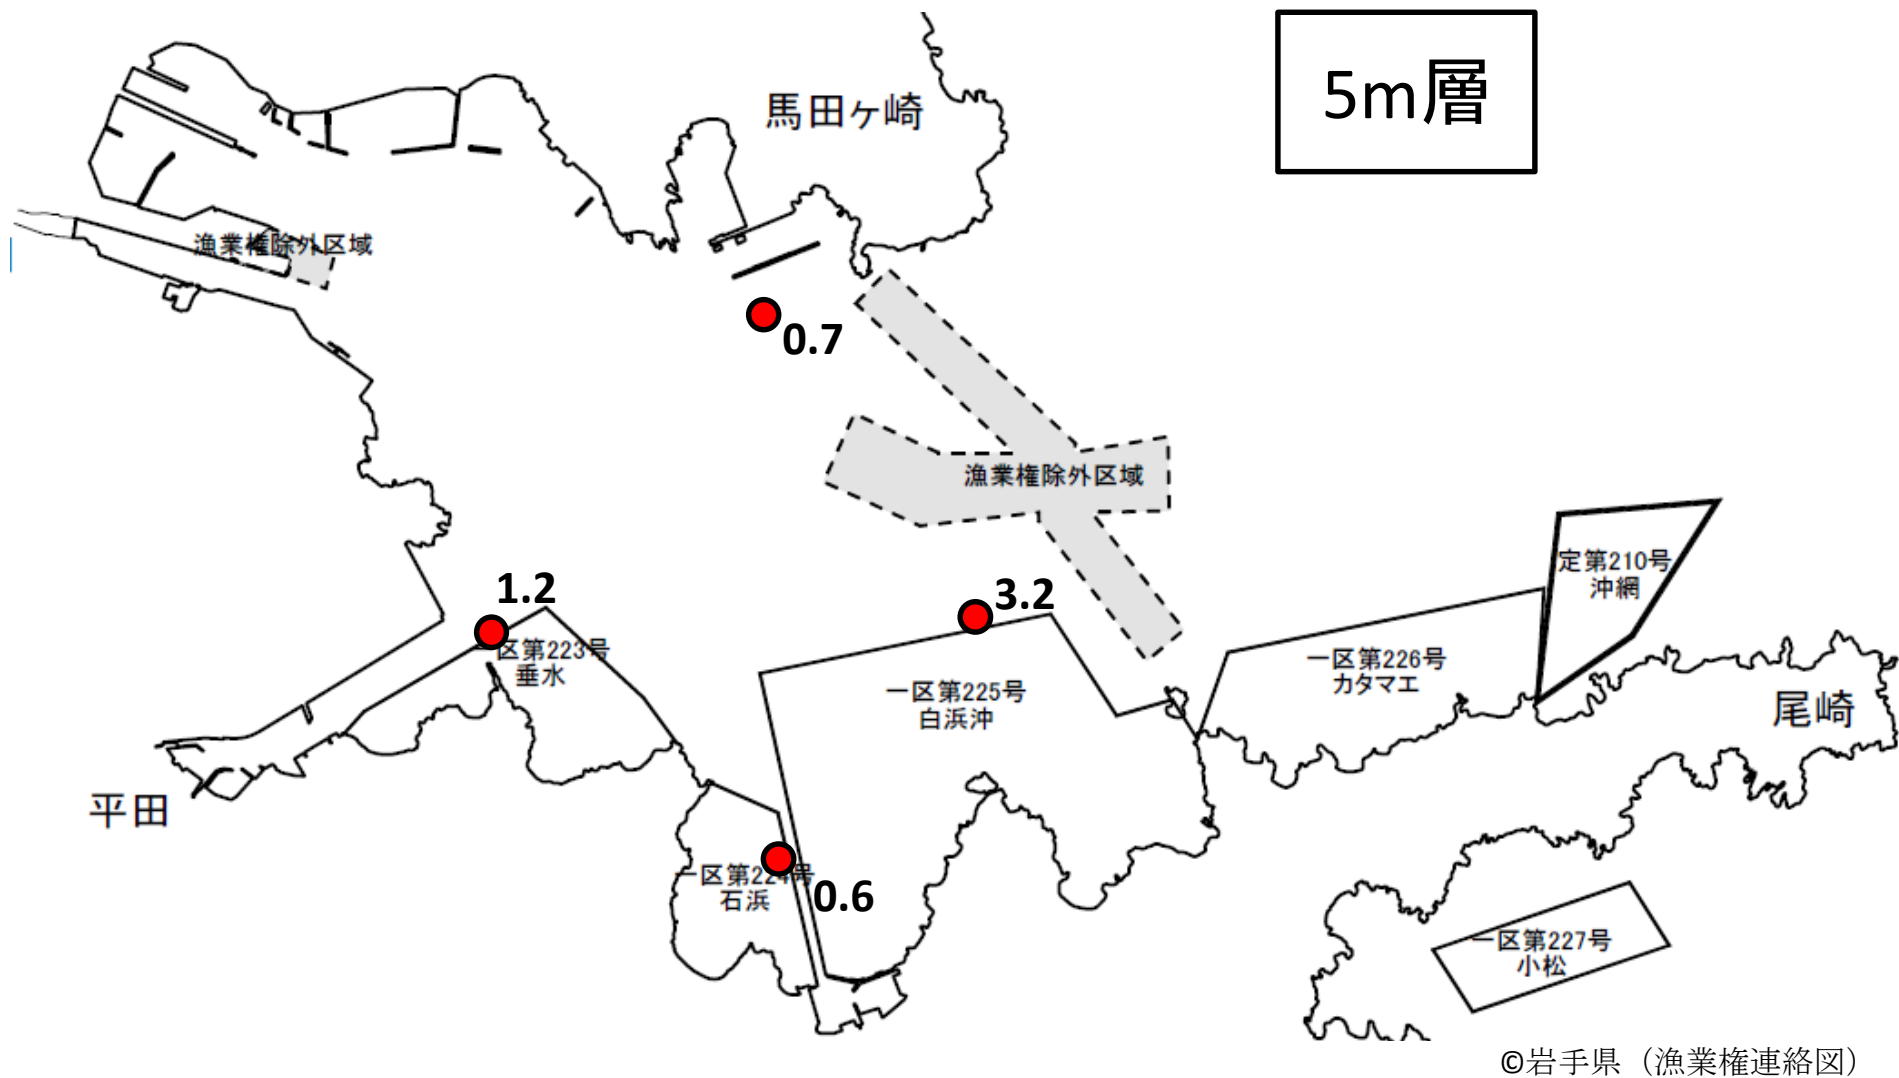 5m層
馬田ヶ崎
漁業権除外区域
0.7
漁業権除外区域
定第210号
沖網
1.2
3.2
区第223号
垂水
一区第225号
白浜沖
一区第226号
カタマエ
尾崎
平田
一区第224号
石浜
0.6
一区第227号
小松
©岩手県（漁業権連絡図）